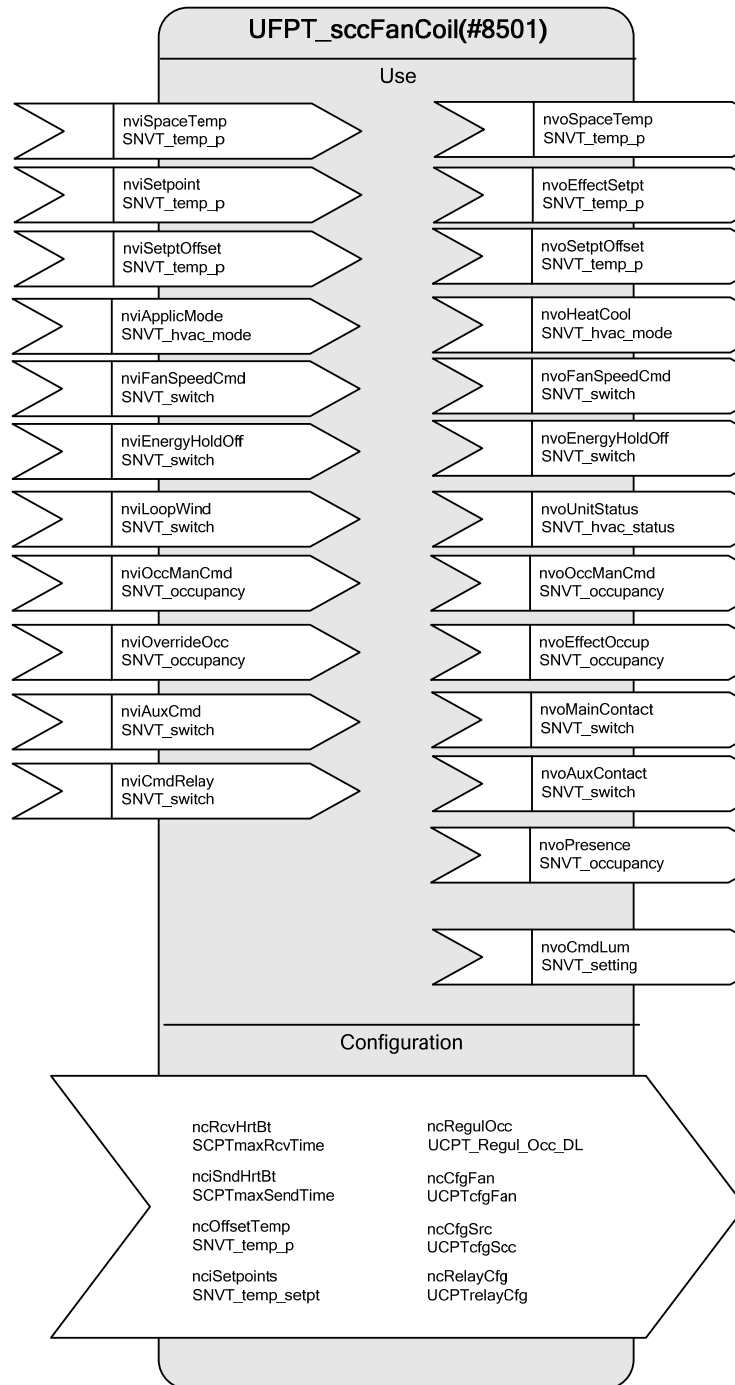 UFPT_sccFanCoil(#8501)
Use
nviSpaceTemp
SNVT_temp_p
nviSetpoint
SNVT_temp_p
nviSetptOffset
SNVT_temp_p
nviApplicMode
SNVT_hvac_mode
nviFanSpeedCmd
SNVT_switch
nviEnergyHoldOff
SNVT_switch
nviLoopWind
SNVT_switch
nviOccManCmd
SNVT_occupancy
nviOverrideOcc
SNVT_occupancy
nviAuxCmd
SNVT_switch
nviCmdRelay
SNVT_switch
nvoSpaceTemp
SNVT_temp_p
nvoEffectSetpt
SNVT_temp_p
nvoSetptOffset
SNVT_temp_p
nvoHeatCool
SNVT_hvac_mode
nvoFanSpeedCmd
SNVT_switch
nvoEnergyHoldOff
SNVT_switch
nvoUnitStatus
SNVT_hvac_status
nvoOccManCmd
SNVT_occupancy
nvoEffectOccup
SNVT_occupancy
nvoMainContact
SNVT_switch
nvoAuxContact
SNVT_switch
nvoPresence
SNVT_occupancy
nvoCmdLum
SNVT_setting
Configuration
ncRcvHrtBt
SCPTmaxRcvTime
nciSndHrtBt
SCPTmaxSendTime
ncOffsetTemp
SNVT_temp_p
nciSetpoints
SNVT_temp_setpt
ncRegulOcc
UCPT_Regul_Occ_DL
ncCfgFan
UCPTcfgFan
ncCfgSrc
UCPTcfgScc
ncRelayCfg
UCPTrelayCfg